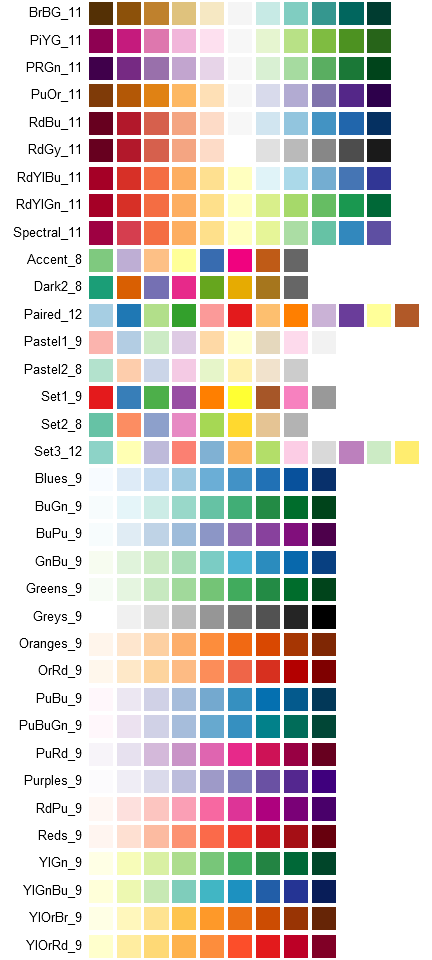 BrBG_11
PiYG_11
PRGn_11
PuOr_11
RdBu_11
RdGy_11
RdYlBu_11
RdYlGn_11
Spectral_11
Accent_8
Dark2_8
Paired_12
Pastel1_9
Pastel2_8
Set1_9
Set2_8
Set3_12
Blues_9
BuGn_9
BuPu_9
GnBu_9
Greens_9
Greys_9
Oranges_9
OrRd_9
PuBu_9
PuBuGn_9
PuRd_9
Purples_9
RdPu_9
Reds_9
YlGn_9
YlGnBu_9
YlOrBr_9
YlOrRd_9